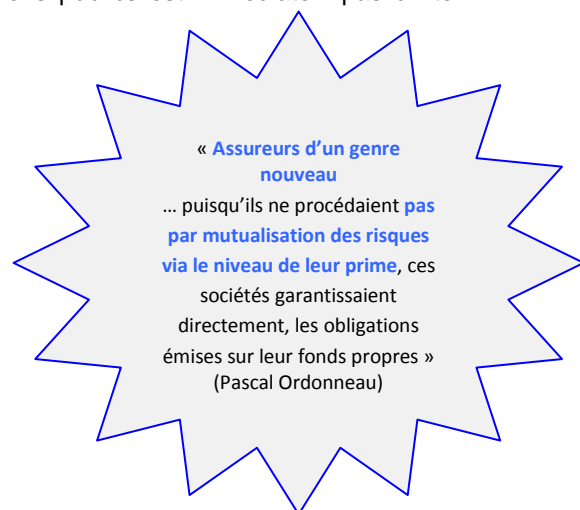 « Assureurs d’un genre
nouveau
... puisqu’ils ne procédaient pas
par mutualisation des risques
via le niveau de leur prime, ces
sociétés garantissaient
directement, les obligations
émises sur leur fonds propres »
(Pascal Ordonneau)